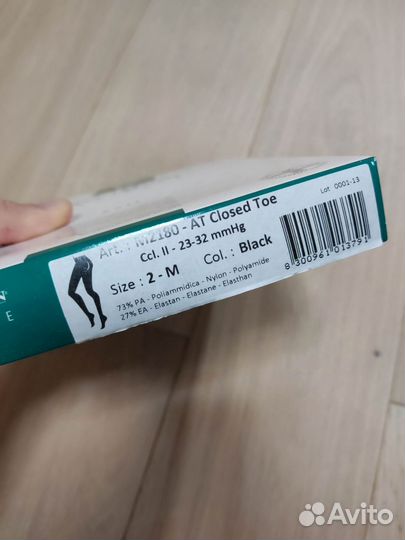 Lot 0001-13
Art. : M2180 - AT Closed Toe
Ccl. II - 23-32 mmHg
Size : 2 - M Col. : Black
73% PA - Poliammidica - Nylon - Polyamide
27% EA - Elastan - Elastane - Elasthan
8 300961 013791
N
E
Avito